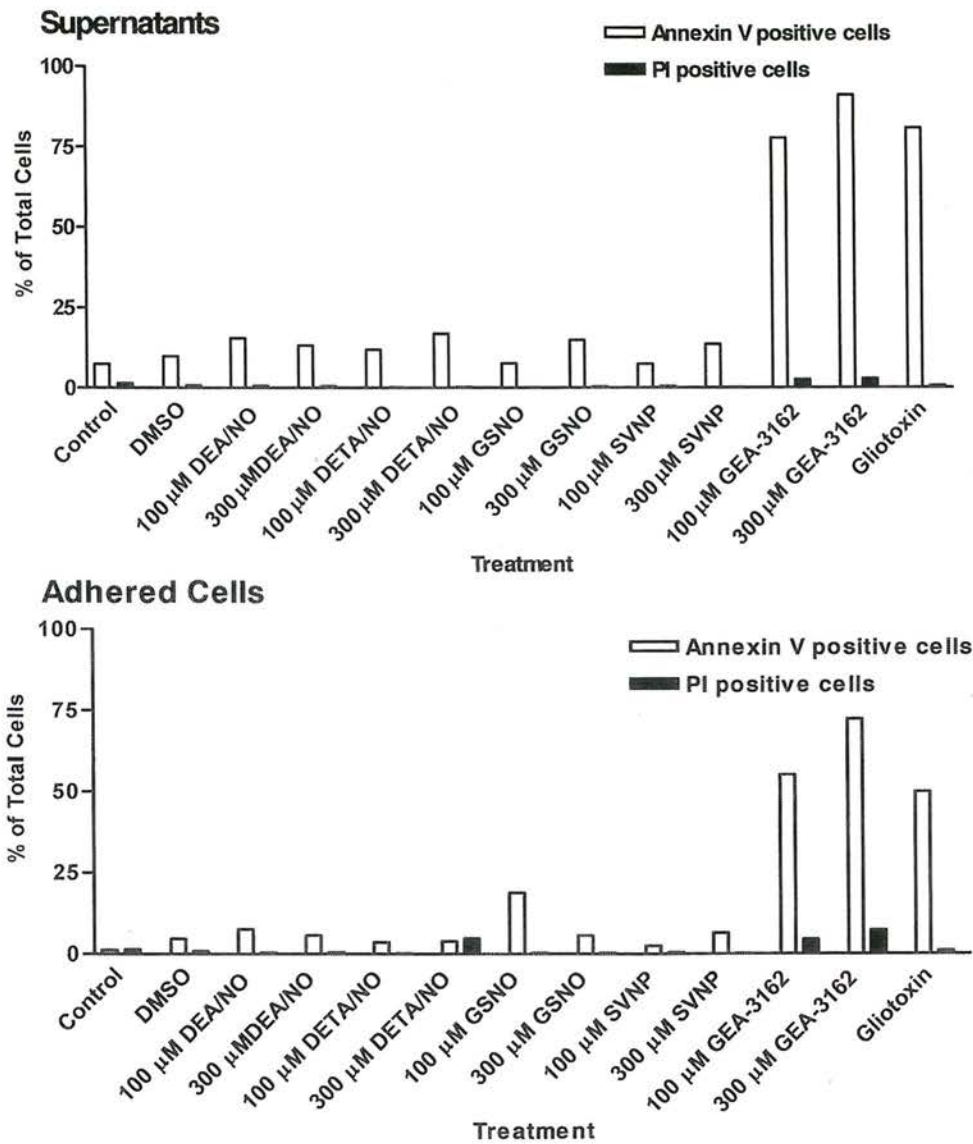 Supernatants
Annexin V positive cells
PI positive cells
100
75
50
25
0
% of Total Cells
Control
DMSO
100 µM DEA/NO
300 µMDEA/NO
100 µM DETA/NO
300 µM DETA/NO
100 µM GSNO
300 µM GSNO
100 µM SVNP
300 µM SVNP
100 µM GEA-3162
300 µM GEA-3162
Gliotoxin
Treatment
Adhered Cells
Annexin V positive cells
PI positive cells
100
75
50
25
0
% of Total Cells
Control
DMSO
100 µM DEA/NO
300 µMDEA/NO
100 µM DETA/NO
300 µM DETA/NO
100 µM GSNO
300 µM GSNO
100 µM SVNP
300 µM SVNP
100 µM GEA-3162
300 µM GEA-3162
Gliotoxin
Treatment